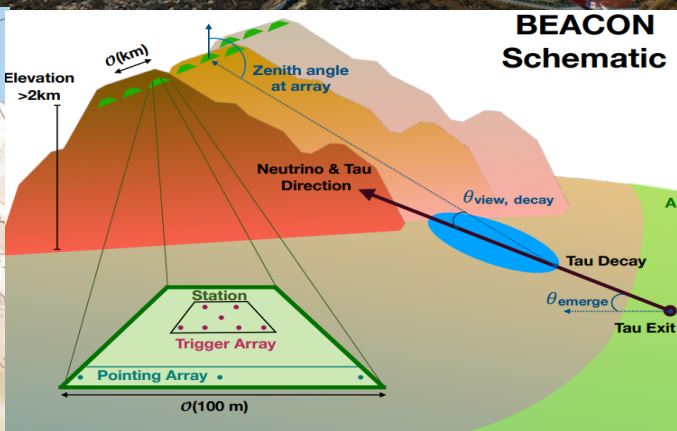 BEACON
Schematic
𝒪(km)
Elevation
>2km
Zenith angle
at array
Neutrino & Tau
Direction
θview, decay
A
Tau Decay
θemerge
Tau Exit
Station
Trigger Array
Pointing Array
𝒪(100 m)